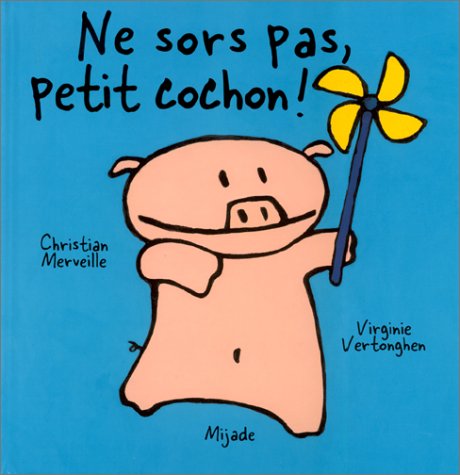 Ne sors pas,
petit cochon!
Christian
Merveille
Virginie
Vertonghen
Mijade